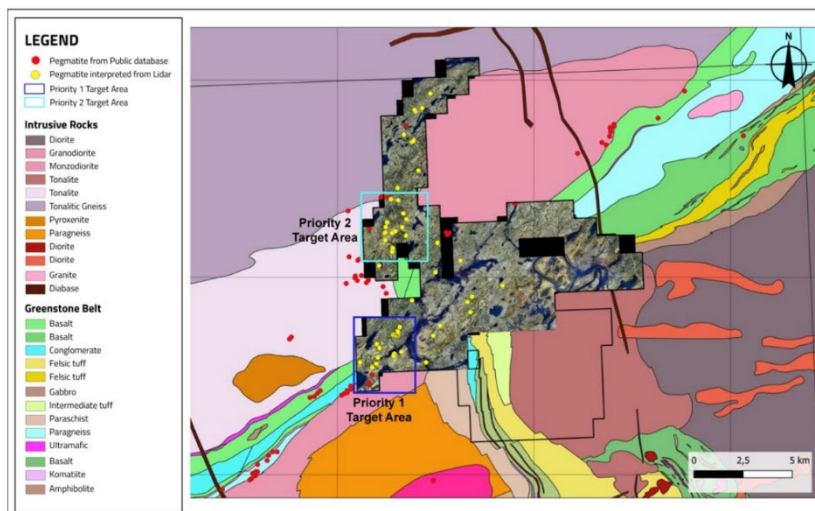 LEGEND
Pegmatite from Public database
Pegmatite interpreted from Lidar
Priority 1 Target Area
Priority 2 Target Area
Intrusive Rocks
Diorite
Granodiorite
Monzodiorite
Tonalite
Tonalite
Tonalitic Gneiss
Pyroxenite
Paragneiss
Diorite
Diorite
Granite
Diabase
Greenstone Belt
Basalt
Basalt
Conglomerate
Felsic tuff
Felsic tuff
Gabbro
Intermediate tuff
Paraschist
Paragneiss
Ultramafic
Basalt
Komatiite
Amphibolite
N
Priority 2
Target Area
Priority 1
Target Area
0 2,5 5 km